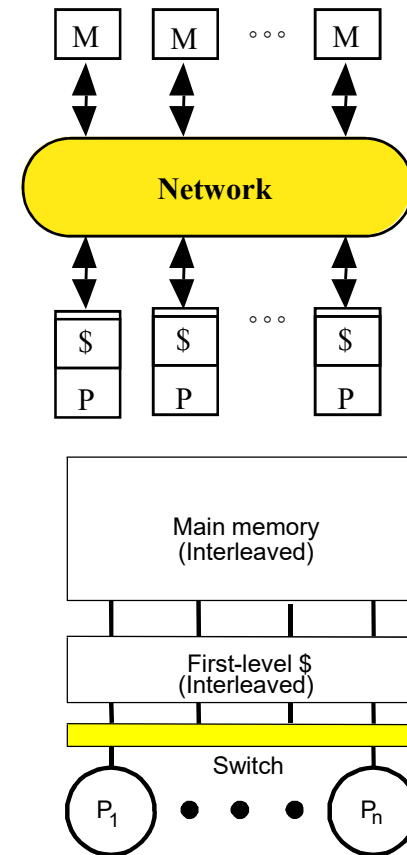 M M °°° M
Network
°°°
$ $ $
P P P
Main memory
(Interleaved)
First-level $
(Interleaved)
Switch
P1 Pn